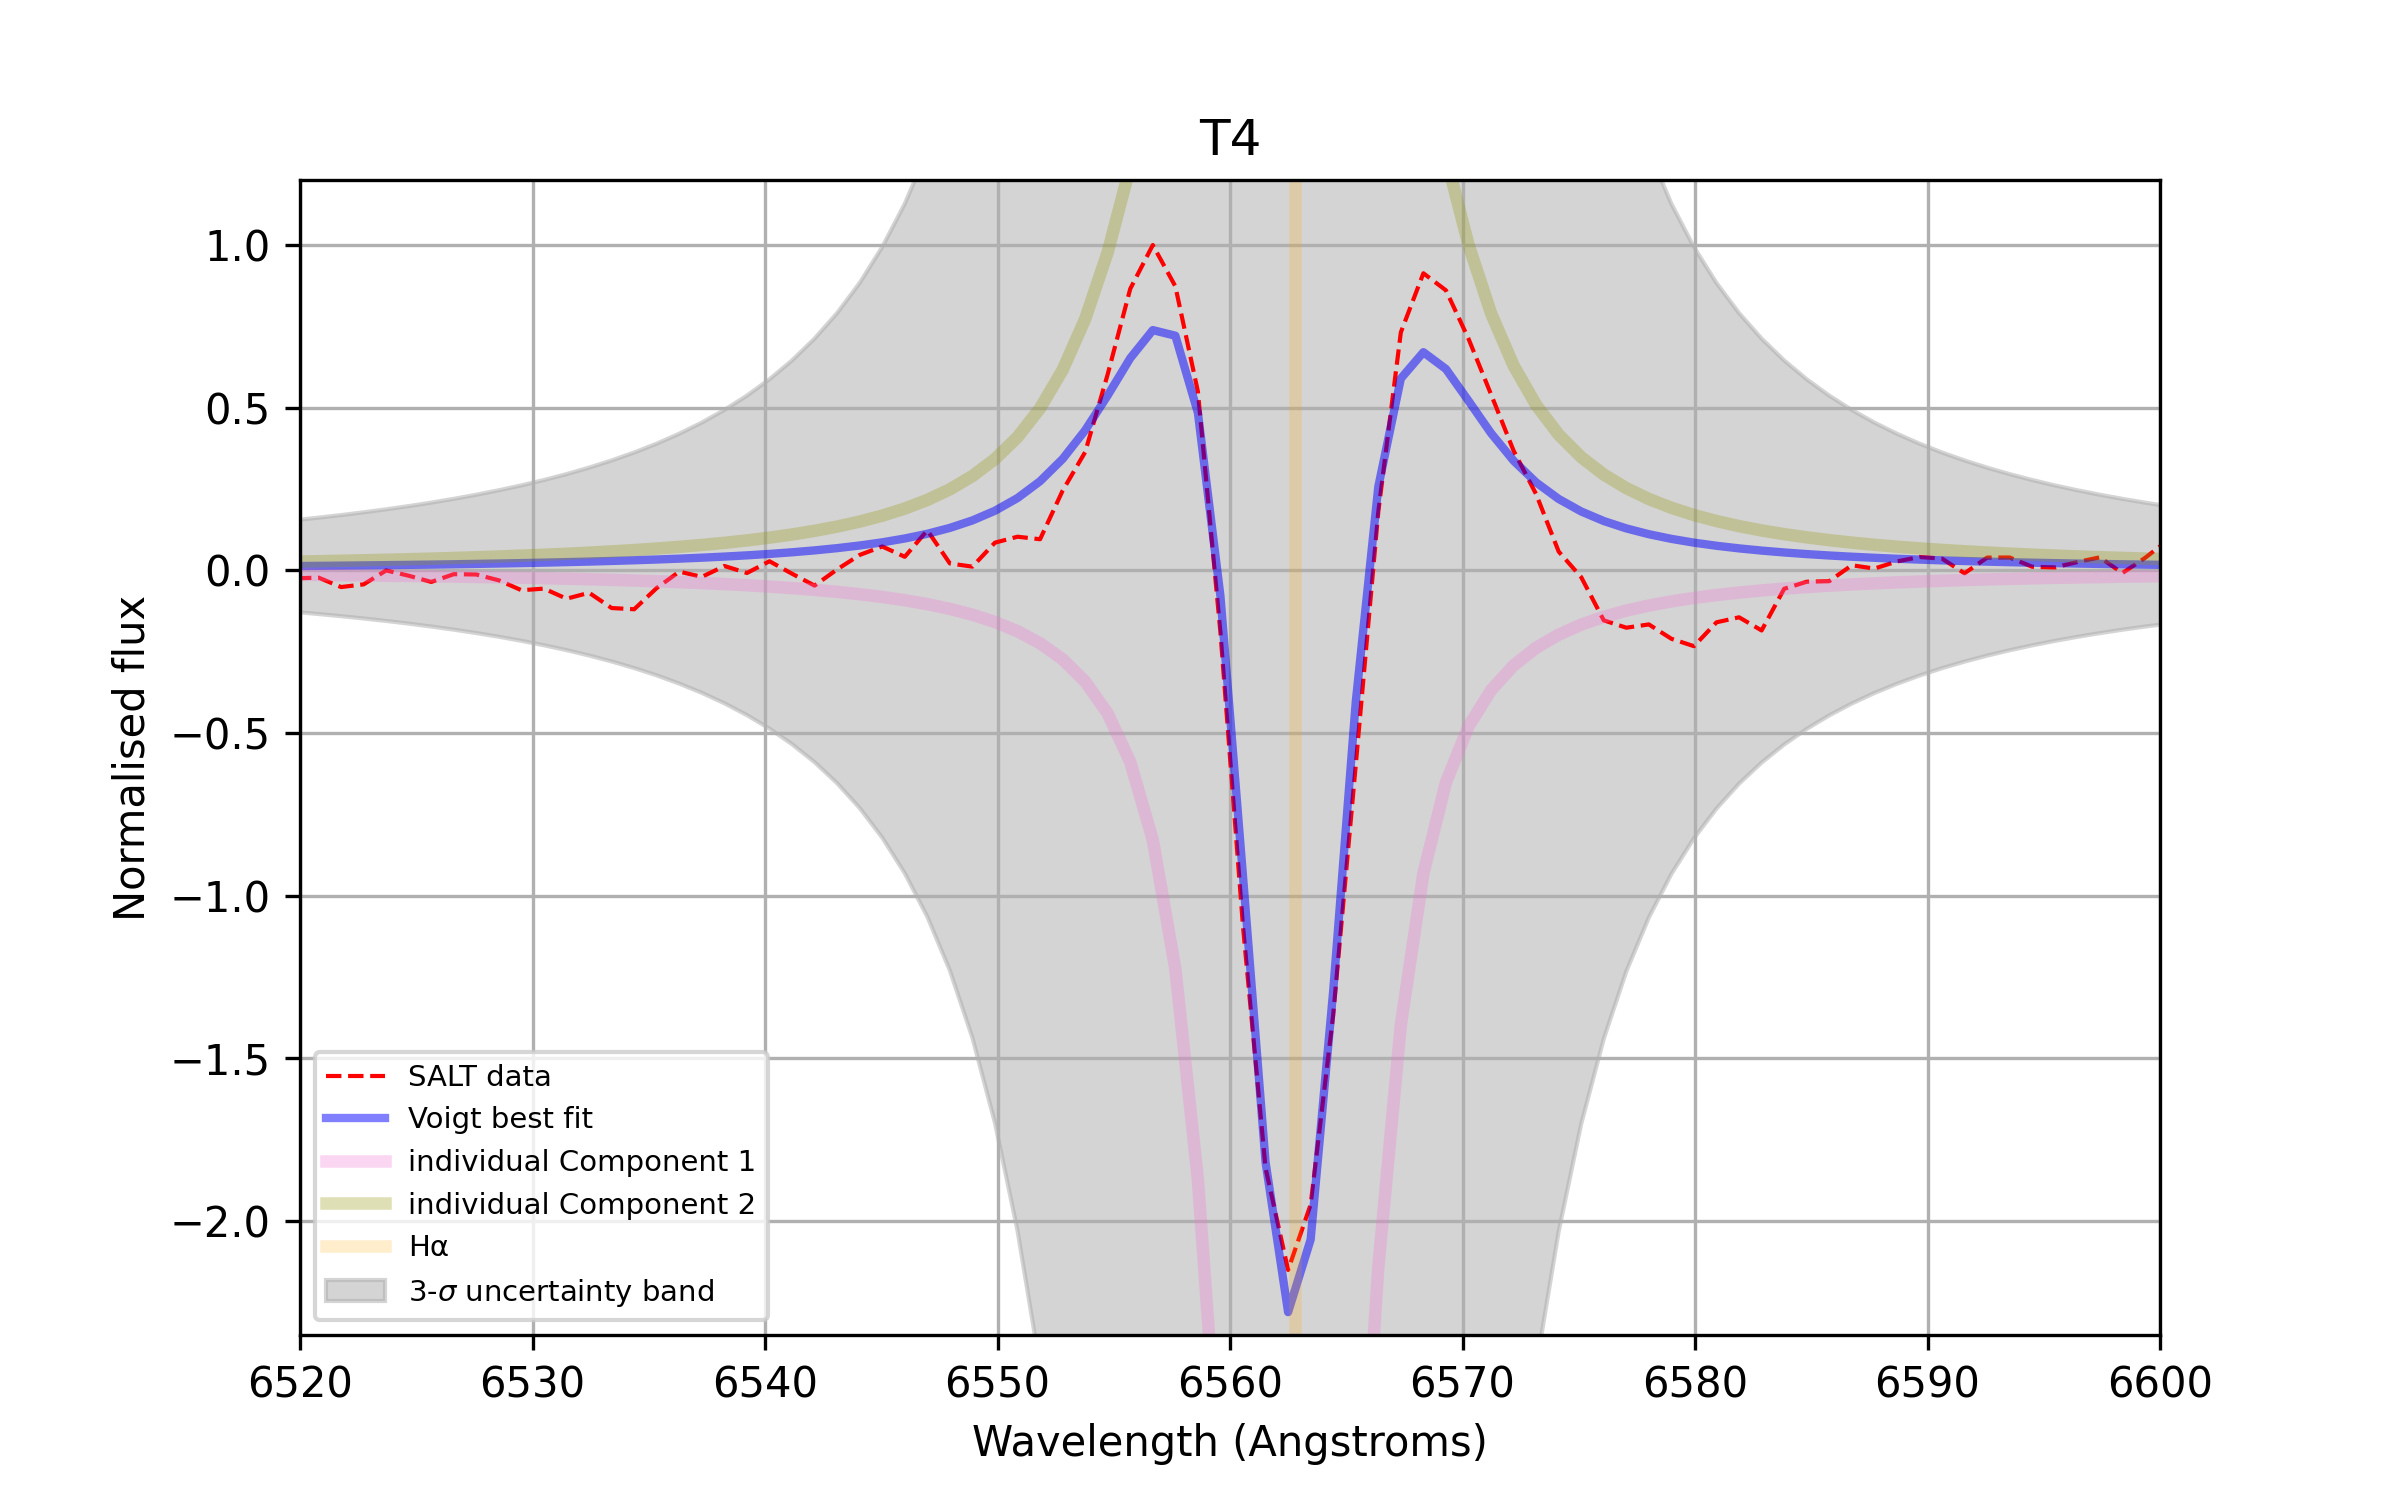 T4
1.0
0.5
0.0
−0.5
−1.0
−1.5
−2.0
Normalised flux
SALT data
Voigt best fit
individual Component 1
individual Component 2
Hα
3-σ uncertainty band
6520 6530 6540 6550 6560 6570 6580 6590 6600
Wavelength (Angstroms)